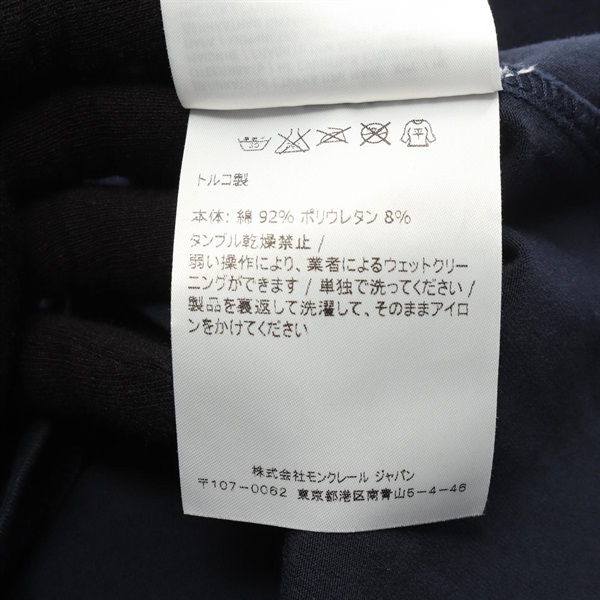 30
平
トルコ製
本体: 綿 92% ポリウレタン 8%
タンブル乾燥禁止 /
弱い操作により、業者によるウェットクリー
ニングができます / 単独で洗ってください /
製品を裏返して洗濯して、そのままアイロ
ンをかけてください
株式会社モンクレール ジャパン
〒107-0062 東京都港区南青山5-4-46